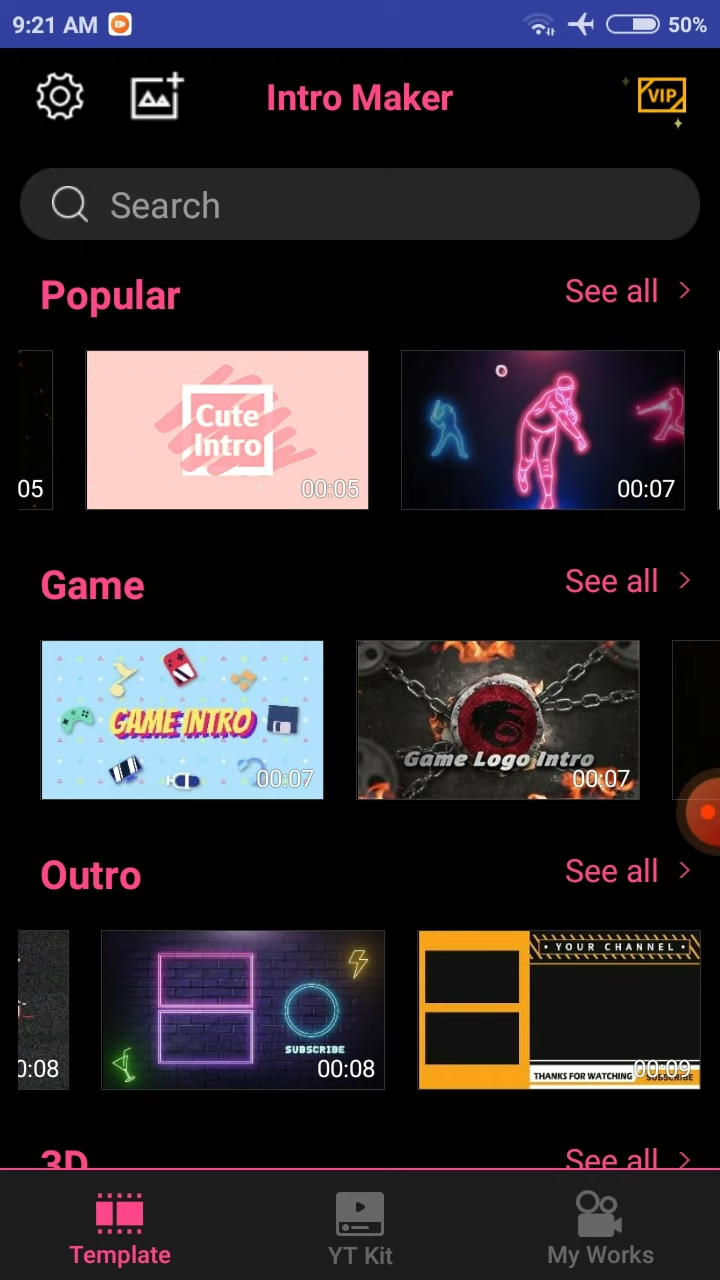 9:21 AM
50%
Intro Maker
VIP
Search
Popular
See all >
05
Cute
Intro
00:05
00:07
Game
See all >
GAME INTRO
00:07
Game Logo Intro
00:07
Outro
See all >
0:08
SUBSCRIBE
00:08
• YOUR CHANNEL •
THANKS FOR WATCHING
SUBSCRIBE
00:09
3D
See all >
Template
YT Kit
My Works